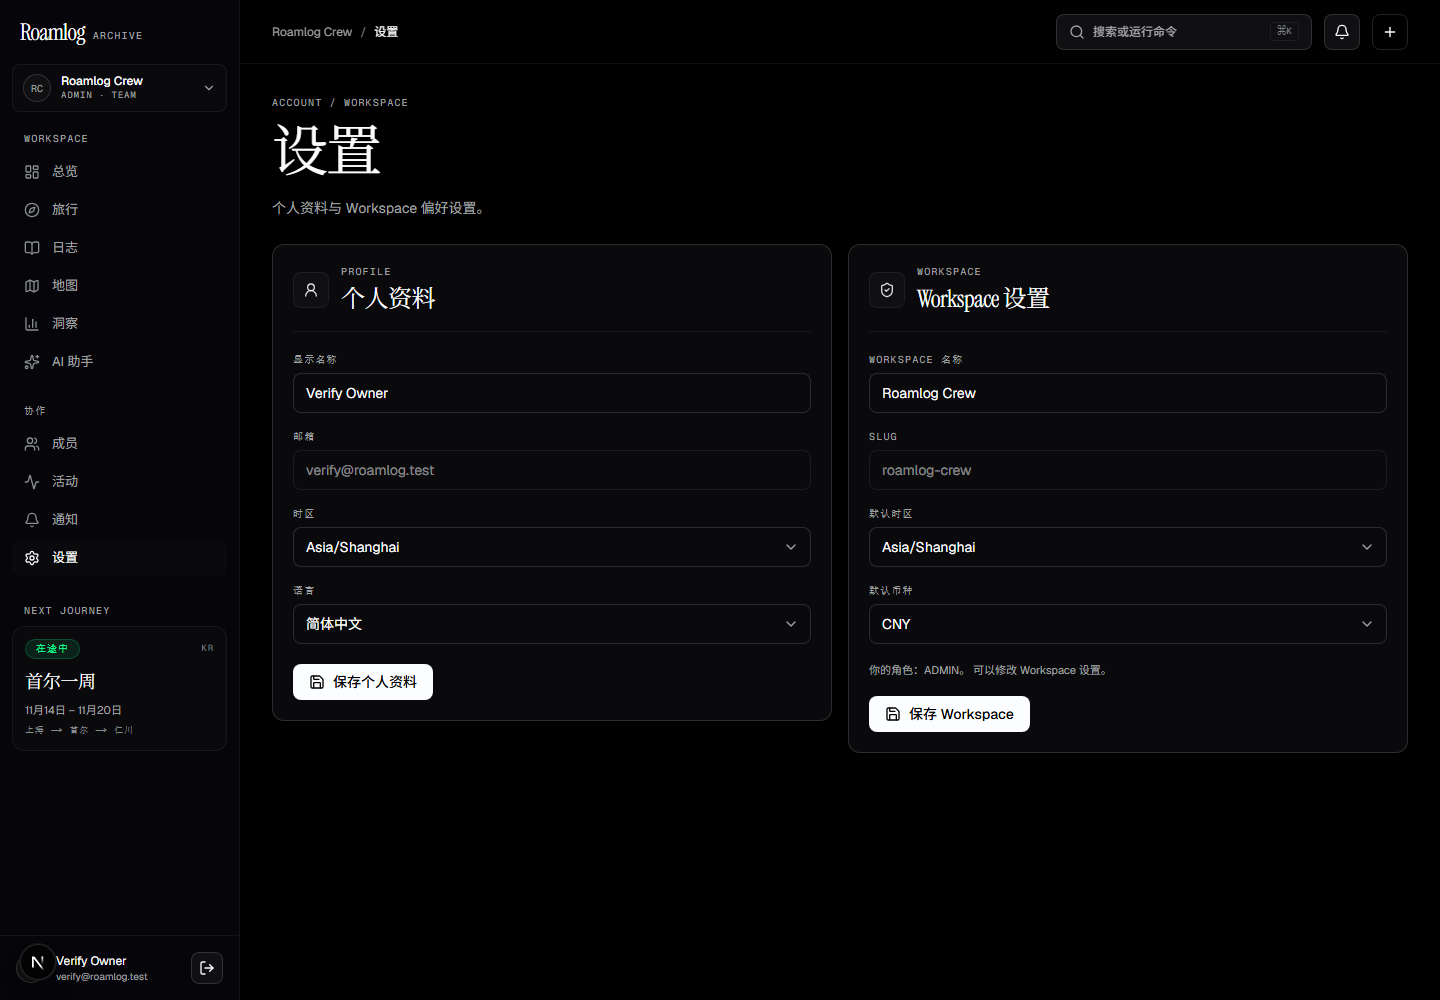 Roamlog ARCHIVE
RC
Roamlog Crew
ADMIN · TEAM
WORKSPACE
总览
旅行
日志
地图
洞察
AI 助手
协作
成员
活动
通知
设置
NEXT JOURNEY
在途中
KR
首尔一周
11月14日 – 11月20日
上海 → 首尔 → 仁川
N
Verify Owner
verify@roamlog.test
Roamlog Crew / 设置
搜索或运行命令
⌘K
ACCOUNT / WORKSPACE
设置
个人资料与 Workspace 偏好设置。
PROFILE
个人资料
显示名称
Verify Owner
邮箱
verify@roamlog.test
时区
Asia/Shanghai
语言
简体中文
保存个人资料
WORKSPACE
Workspace 设置
WORKSPACE 名称
Roamlog Crew
SLUG
roamlog-crew
默认时区
Asia/Shanghai
默认币种
CNY
你的角色：ADMIN。 可以修改 Workspace 设置。
保存 Workspace